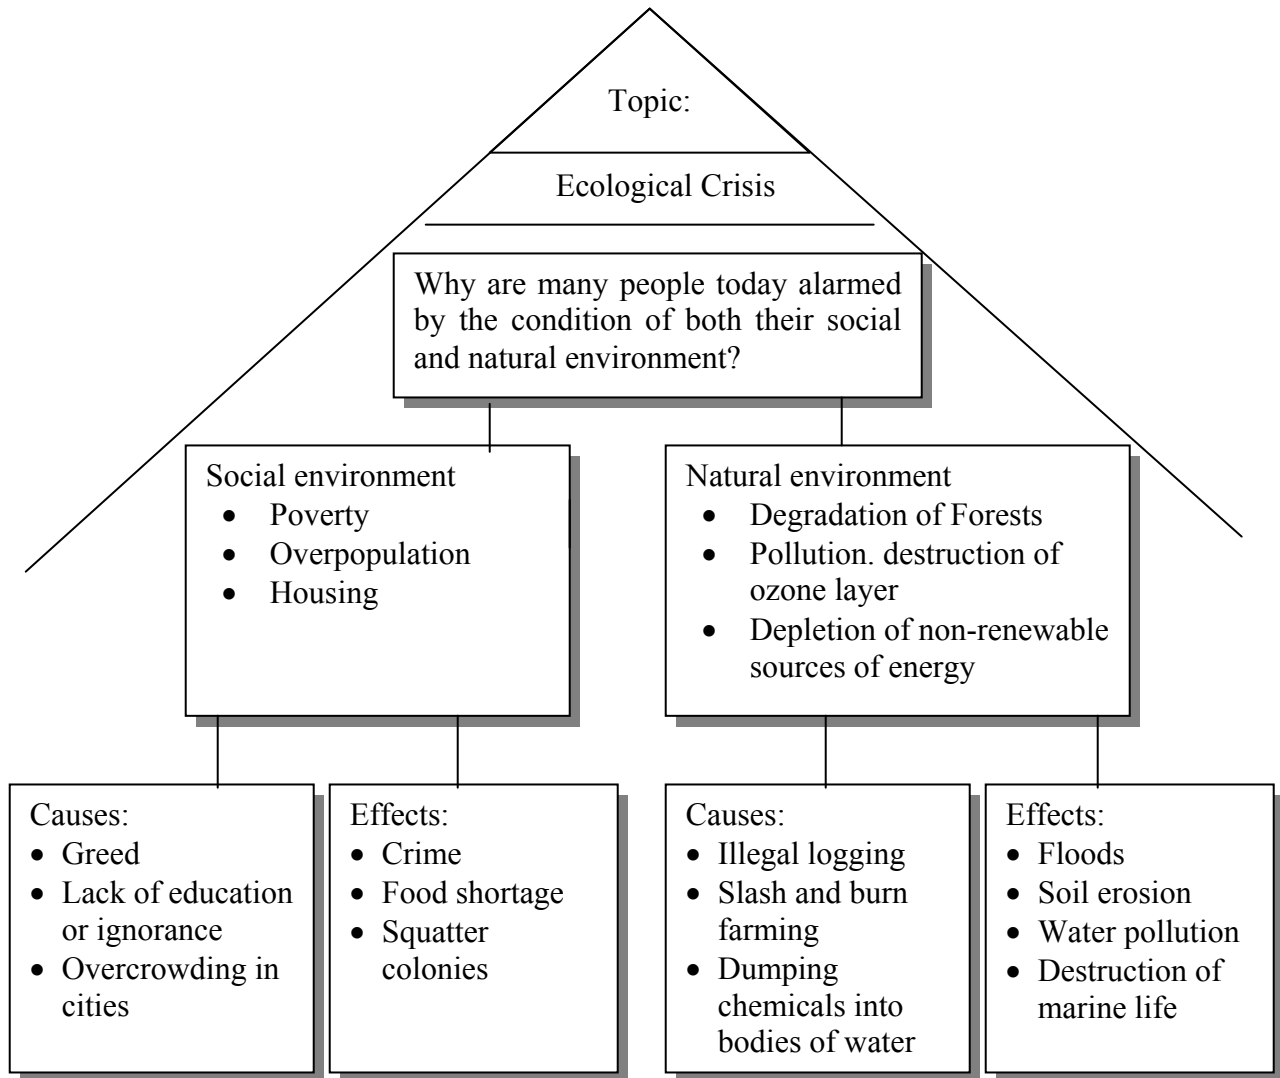 Topic:
Ecological Crisis
Why are many people today alarmed
by the condition of both their social
and natural environment?
Social environment
• Poverty
• Overpopulation
• Housing
Natural environment
• Degradation of Forests
• Pollution. destruction of
ozone layer
• Depletion of non-renewable
sources of energy
Causes:
• Greed
• Lack of education
or ignorance
• Overcrowding in
cities
Effects:
• Crime
• Food shortage
• Squatter
colonies
Causes:
• Illegal logging
• Slash and burn
farming
• Dumping
chemicals into
bodies of water
Effects:
• Floods
• Soil erosion
• Water pollution
• Destruction of
marine life